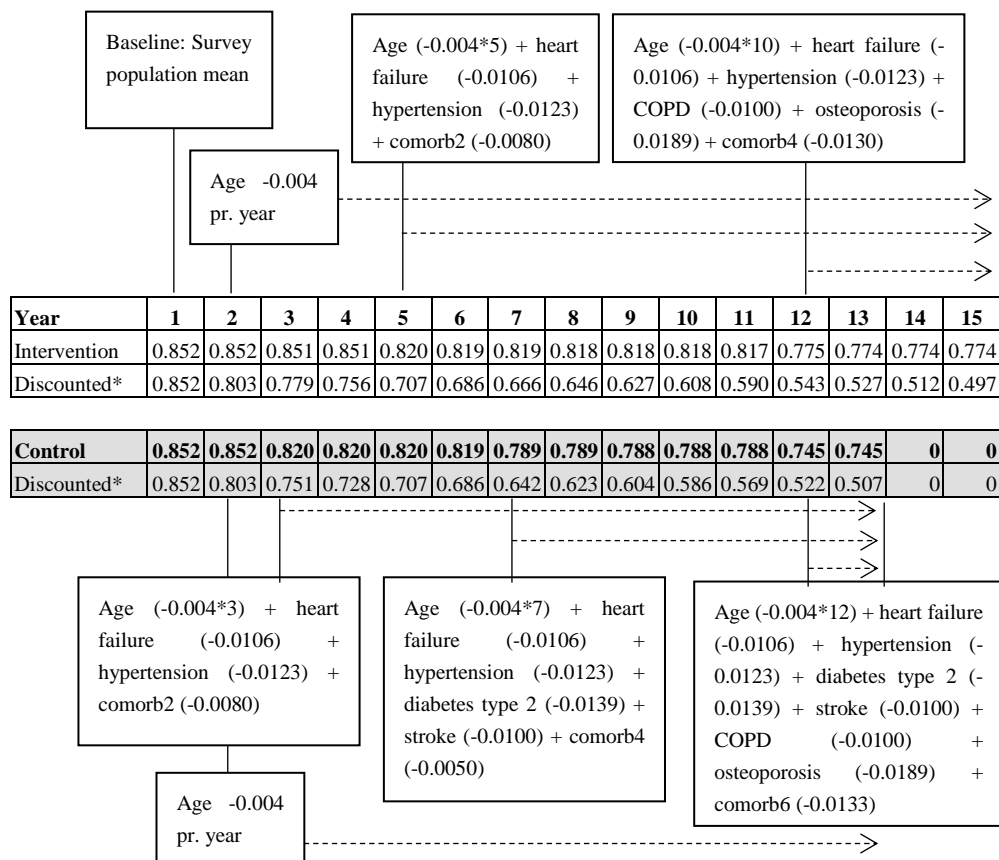 Baseline: Survey
population mean
Age (-0.004*5) + heart
failure (-0.0106) +
hypertension (-0.0123)
+ comorb2 (-0.0080)
Age (-0.004*10) + heart failure (-
0.0106) + hypertension (-0.0123) +
COPD (-0.0100) + osteoporosis (-
0.0189) + comorb4 (-0.0130)
Age -0.004
pr. year
Year 1 2 3 4 5 6 7 8 9 10 11 12 13 14 15
Intervention 0.852 0.852 0.851 0.851 0.820 0.819 0.819 0.818 0.818 0.818 0.817 0.775 0.774 0.774 0.774
Discounted* 0.852 0.803 0.779 0.756 0.707 0.686 0.666 0.646 0.627 0.608 0.590 0.543 0.527 0.512 0.497
Control 0.852 0.852 0.820 0.820 0.820 0.819 0.789 0.789 0.788 0.788 0.788 0.745 0.745 0 0
Discounted* 0.852 0.803 0.751 0.728 0.707 0.686 0.642 0.623 0.604 0.586 0.569 0.522 0.507 0 0
Age (-0.004*3) + heart
failure (-0.0106) +
hypertension (-0.0123) +
comorb2 (-0.0080)
Age (-0.004*7) + heart
failure (-0.0106) +
hypertension (-0.0123) +
diabetes type 2 (-0.0139) +
stroke (-0.0100) + comorb4
(-0.0050)
Age (-0.004*12) + heart failure
(-0.0106) + hypertension (-
0.0123) + diabetes type 2 (-
0.0139) + stroke (-0.0100) +
COPD (-0.0100) +
osteoporosis (-0.0189) +
comorb6 (-0.0133)
Age -0.004
pr. year